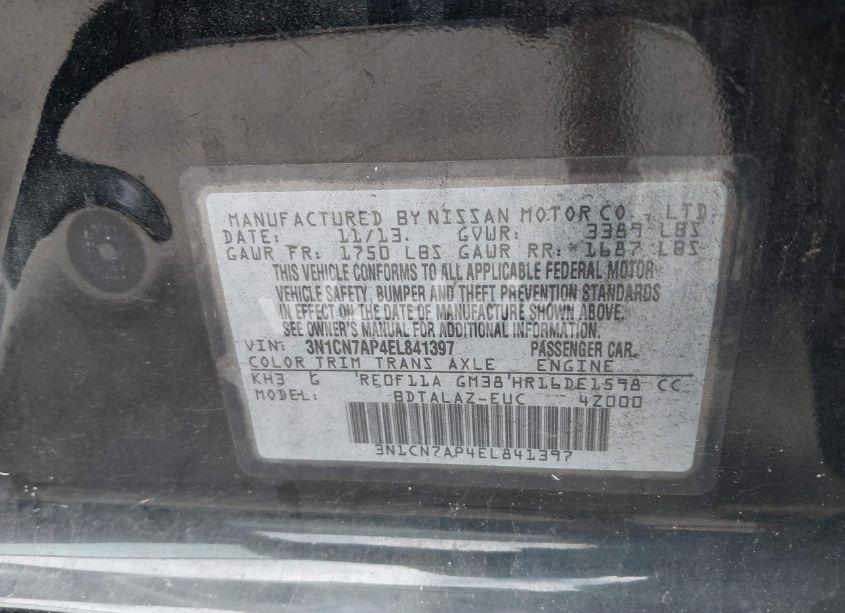 MANUFACTURED BY NISSAN MOTOR CO., LTD.
DATE: 11/13. GVWR: 3389 LBS
GAWR FR: 1750 LBS GAWR RR: 1687 LBS
THIS VEHICLE CONFORMS TO ALL APPLICABLE FEDERAL MOTOR
VEHICLE SAFETY, BUMPER AND THEFT PREVENTION STANDARDS
IN EFFECT ON THE DATE OF MANUFACTURE SHOWN ABOVE.
SEE OWNER'S MANUAL FOR ADDITIONAL INFORMATION.
VIN: 3N1CN7AP4EL841397 PASSENGER CAR.
COLOR TRIM TRANS AXLE ENGINE
KH3 G RE0F11A GM38 HR16DE1598 CC
MODEL: BDTALAZ-EUC 4Z000
3N1CN7AP4EL841397